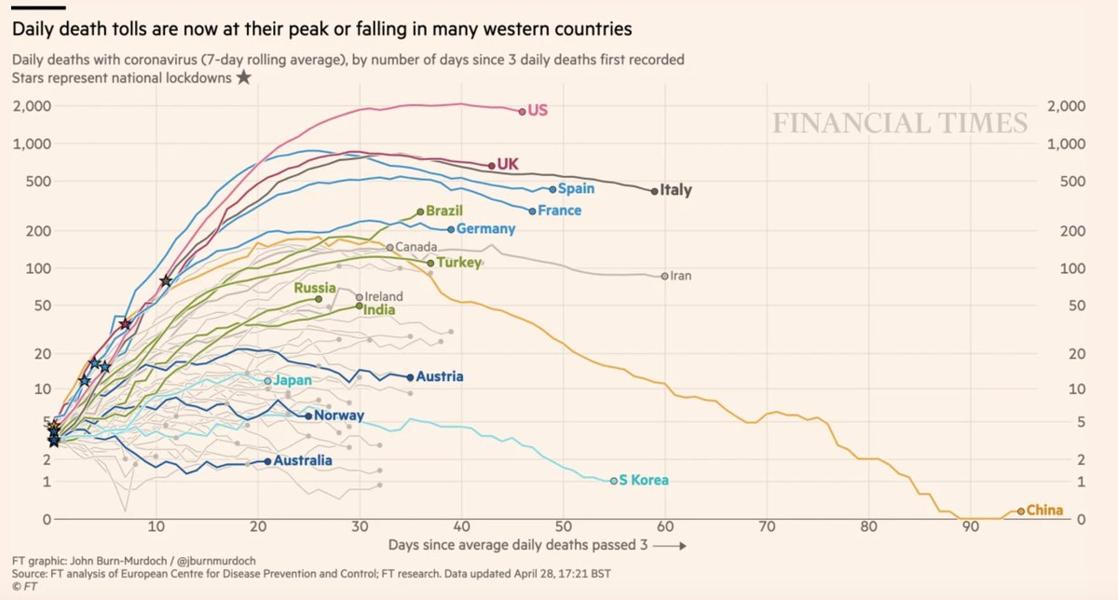 Daily death tolls are now at their peak or falling in many western countries
Daily deaths with coronavirus (7-day rolling average), by number of days since 3 daily deaths first recorded
Stars represent national lockdowns ★
2,000 2,000
FINANCIAL TIMES
US
1,000 1,000
UK
500 500
Spain
Italy
France
Brazil
200 200
Germany
Canada
Turkey
100 100
Iran
Russia
Ireland
50 50
India
20 20
Austria
Japan
10 10
Norway
5 5
Australia
2 2
S Korea
1 1
China
0 0
10 20 30 40 50 60 70 80 90
Days since average daily deaths passed 3 →
FT graphic: John Burn-Murdoch / @jburnmurdoch
Source: FT analysis of European Centre for Disease Prevention and Control; FT research. Data updated April 28, 17:21 BST
© FT